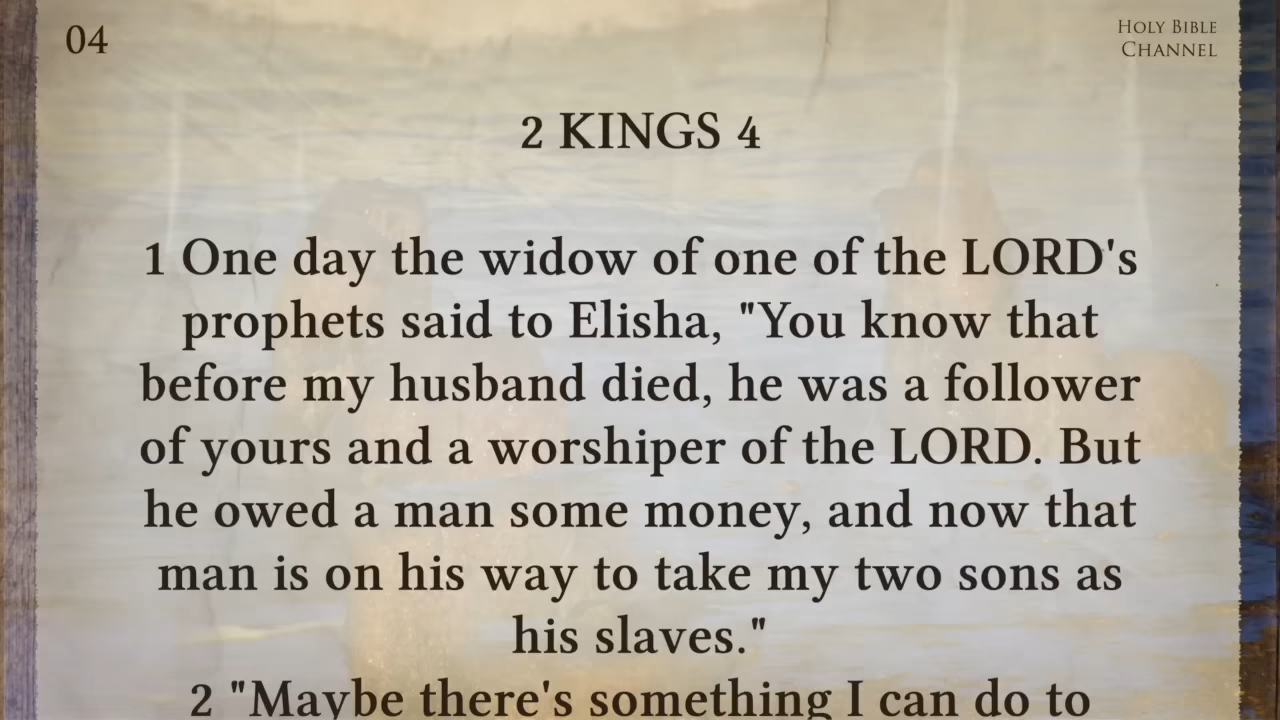 04
HOLY BIBLE
CHANNEL
2 KINGS 4
1 One day the widow of one of the LORD's
prophets said to Elisha, "You know that
before my husband died, he was a follower
of yours and a worshiper of the LORD. But
he owed a man some money, and now that
man is on his way to take my two sons as
his slaves."
2 "Maybe there's something I can do to